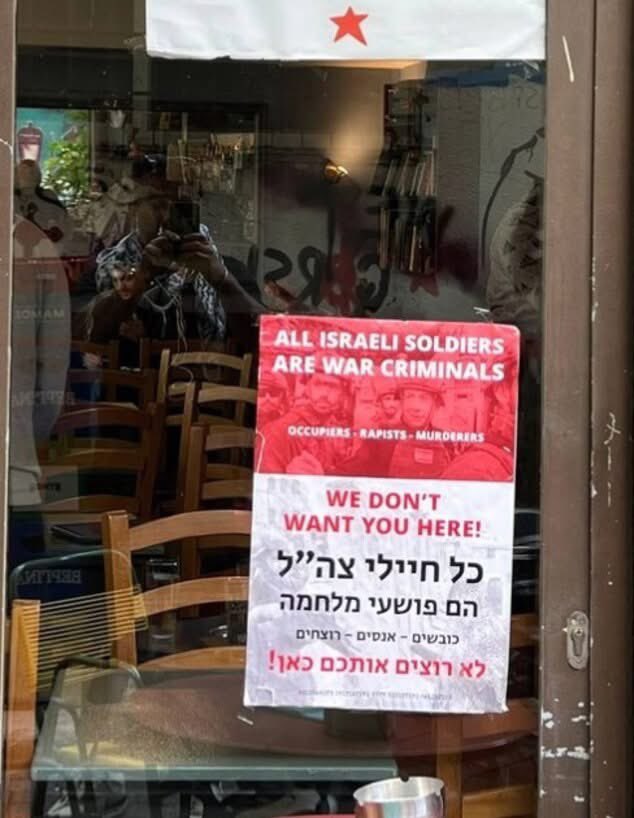 ALL ISRAELI SOLDIERS
ARE WAR CRIMINALS
OCCUPIERS - RAPISTS - MURDERERS
WE DON'T
WANT YOU HERE!
כל חיילי צה”ל
הם פושעי מלחמה
כובשים – אנסים – רוצחים
לא רוצים אותכם כאן!